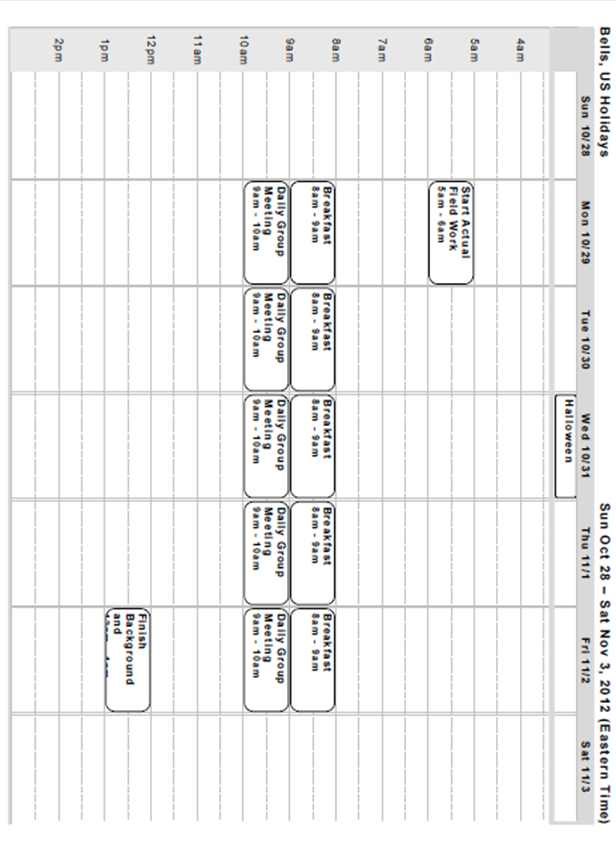 Bells, US Holidays
Sun Oct 28 – Sat Nov 3, 2012 (Eastern Time)
Sun 10/28
Mon 10/29
Tue 10/30
Wed 10/31
Thu 11/1
Fri 11/2
Sat 11/3
Halloween
4am
5am
Start Actual
Field Work
5am - 6am
6am
7am
8am
Breakfast
8am - 9am
Breakfast
8am - 9am
Breakfast
8am - 9am
Breakfast
8am - 9am
Breakfast
8am - 9am
9am
Daily Group
Meeting
9am - 10am
Daily Group
Meeting
9am - 10am
Daily Group
Meeting
9am - 10am
Daily Group
Meeting
9am - 10am
Daily Group
Meeting
9am - 10am
10am
11am
12pm
Finish
Background
and
1pm
2pm